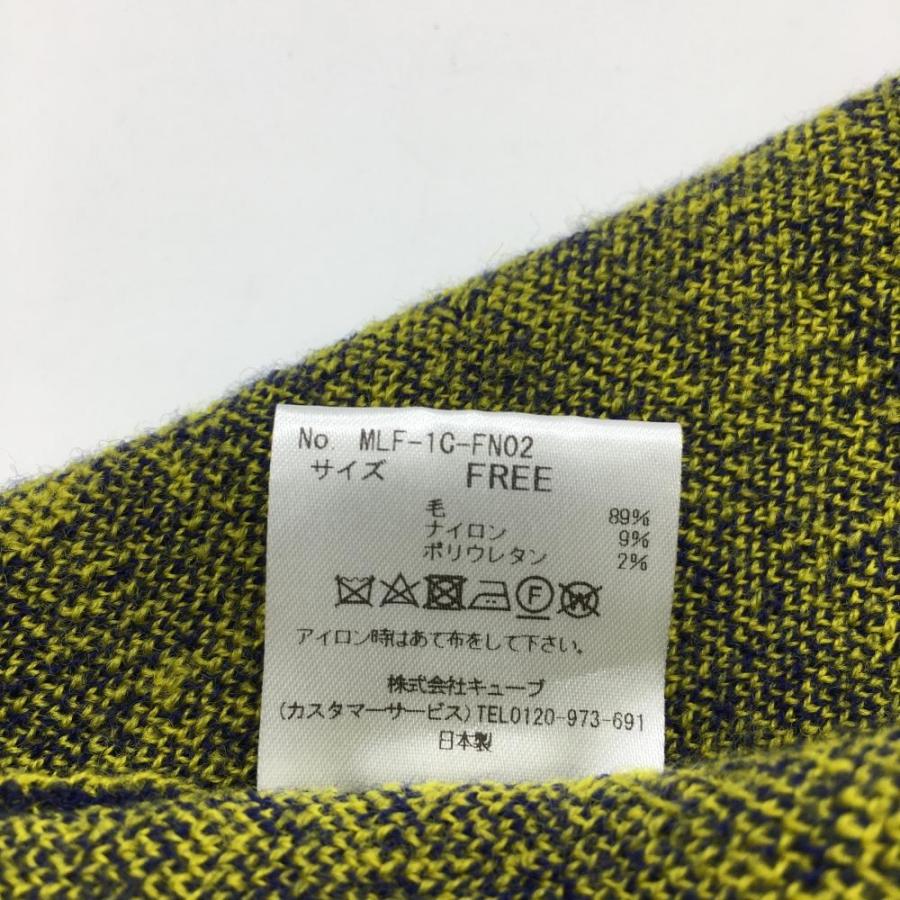 No MLF-1C-FN02
サイズ FREE
毛 89%
ナイロン 9%
ポリウレタン 2%
F W
アイロン時はあて布をして下さい。
株式会社キューブ
(カスタマーサービス)TEL0120-973-691
日本製